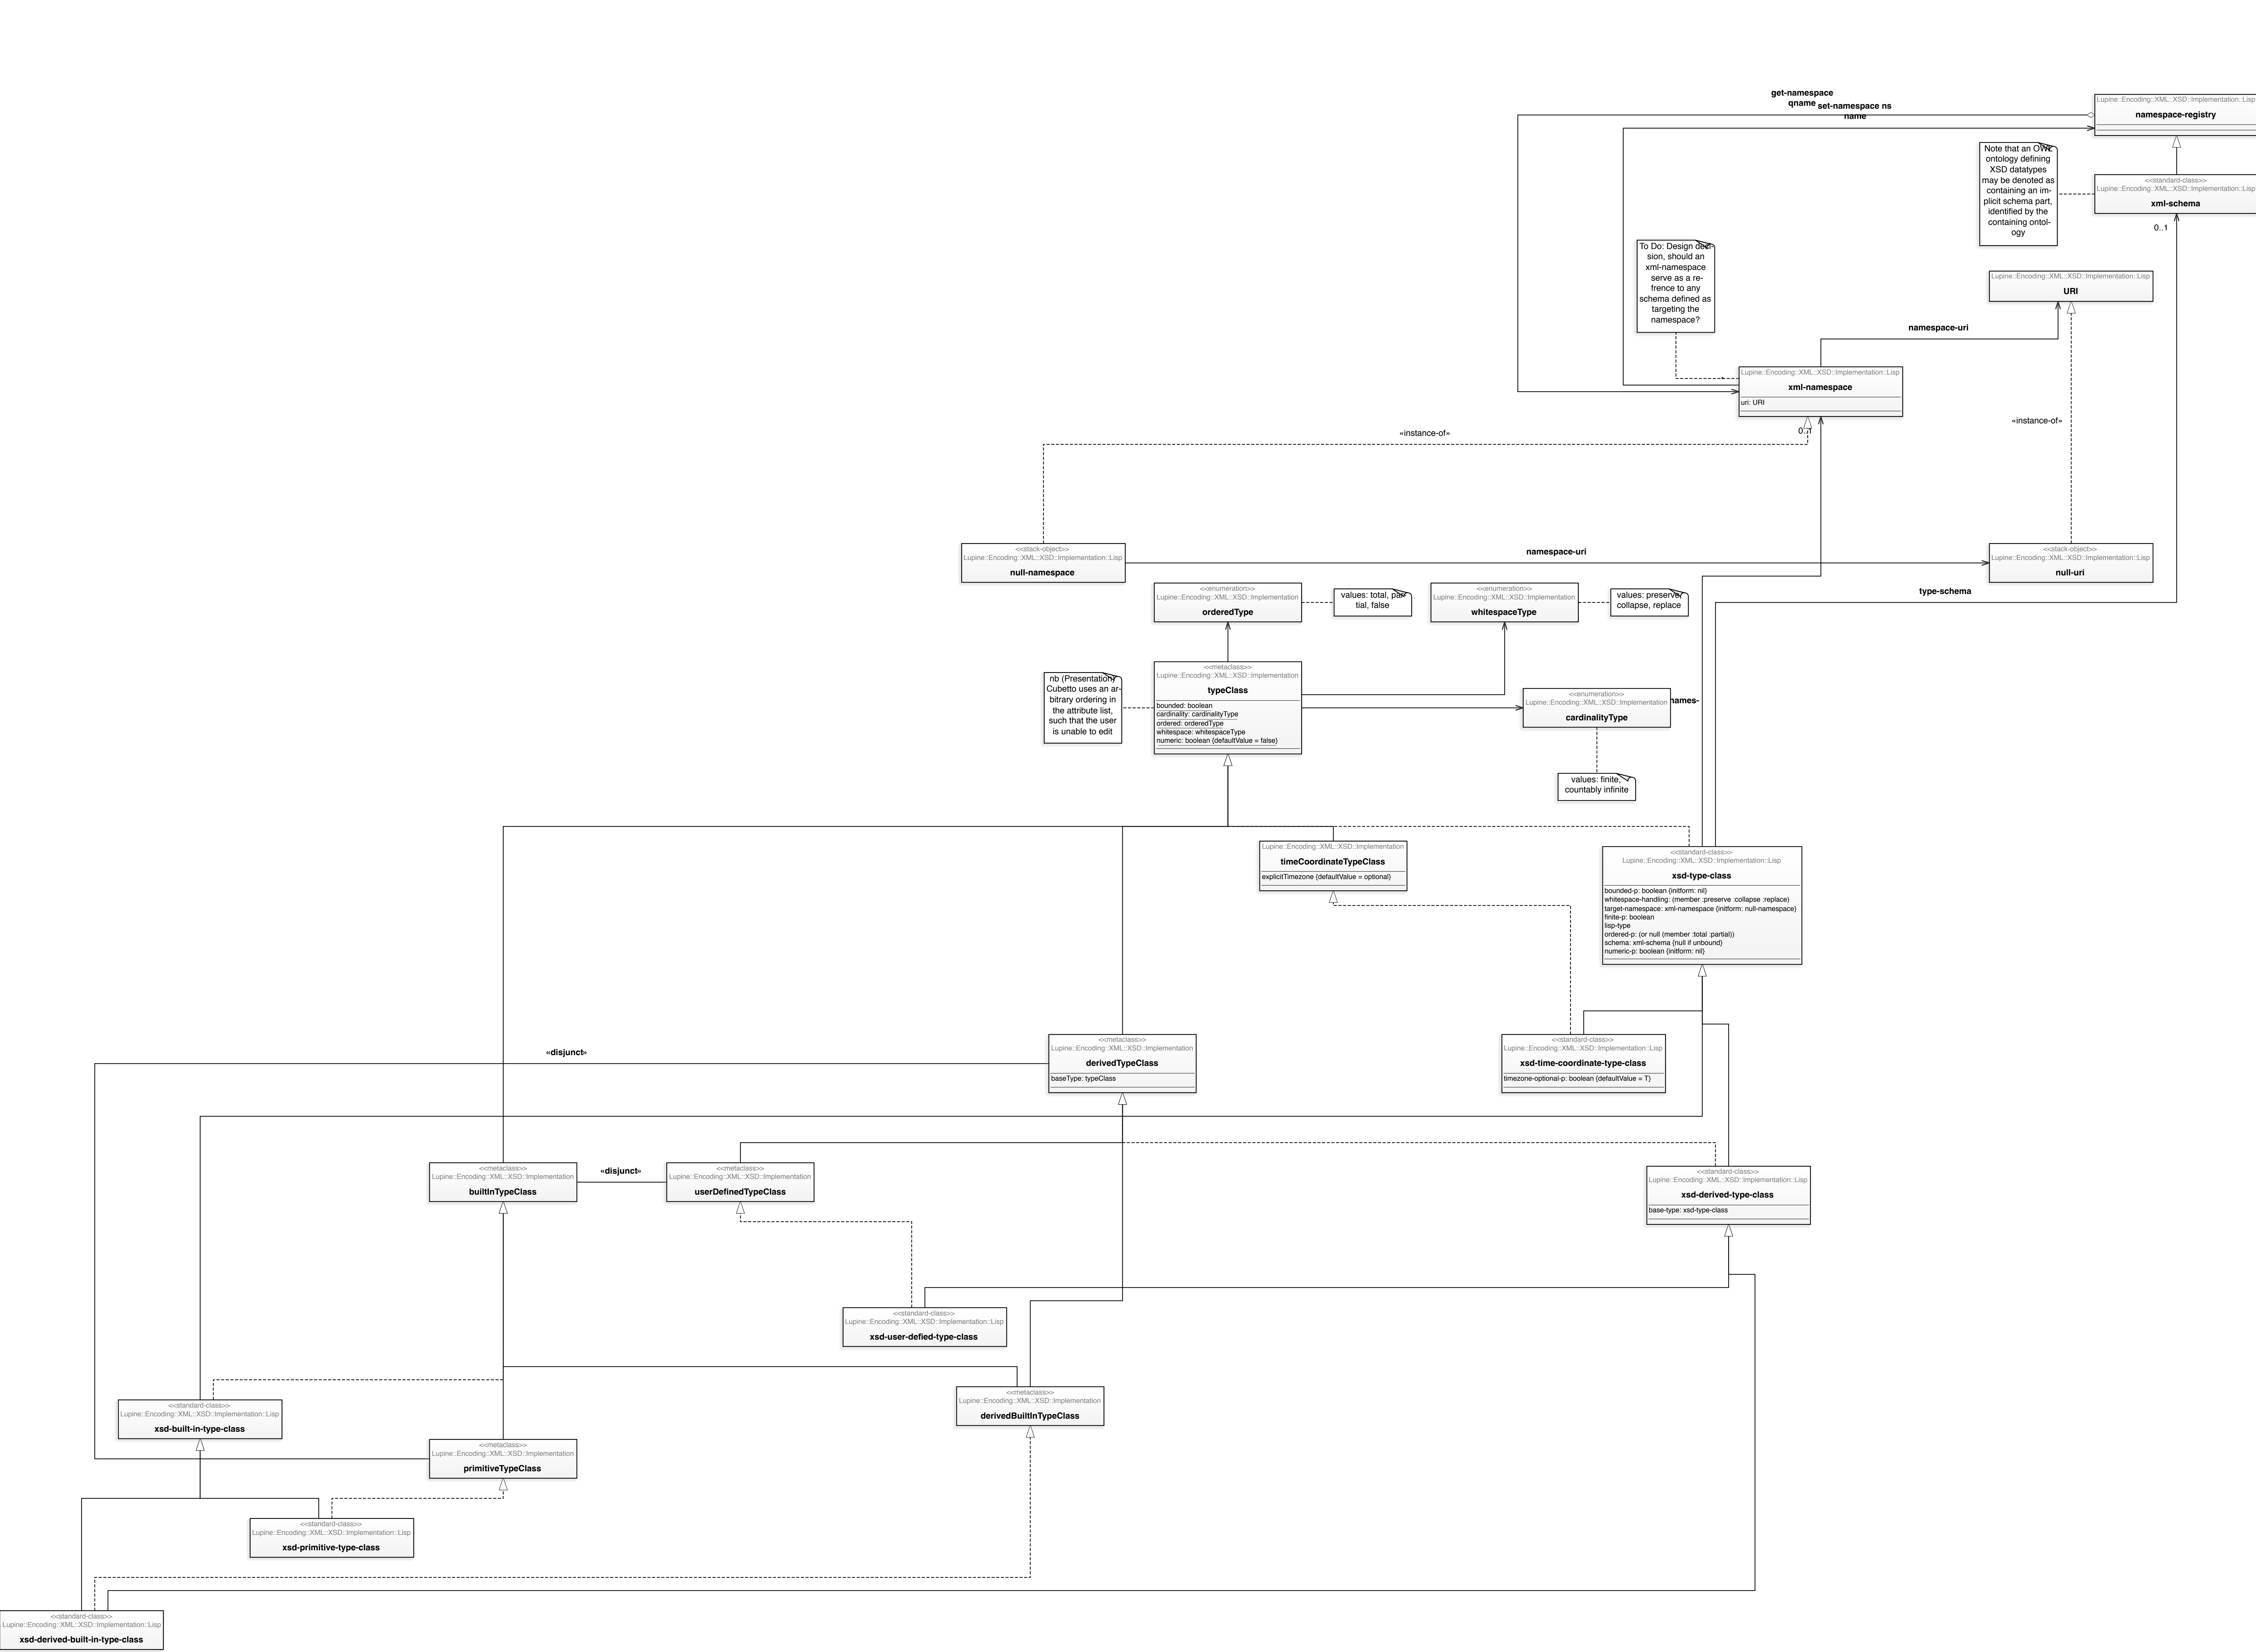 get-namespace
qname
set-namespace ns
name
Lupine::Encoding::XML::XSD::Implementation::Lisp
namespace-registry
Note that an OWL
ontology defining
XSD datatypes
may be denoted as
containing an im-
plicit schema part,
identified by the
containing ontol-
ogy
<<standard-class>>
Lupine::Encoding::XML::XSD::Implementation::Lisp
xml-schema
0..1
To Do: Design deci-
sion, should an
xml-namespace
serve as a re-
frence to any
schema defined as
targeting the
namespace?
Lupine::Encoding::XML::XSD::Implementation::Lisp
URI
namespace-uri
Lupine::Encoding::XML::XSD::Implementation::Lisp
xml-namespace
uri: URI
«instance-of»
0..1
«instance-of»
<<stack-object>>
Lupine::Encoding::XML::XSD::Implementation::Lisp
null-namespace
namespace-uri
<<stack-object>>
Lupine::Encoding::XML::XSD::Implementation::Lisp
null-uri
<<enumeration>>
Lupine::Encoding::XML::XSD::Implementation
orderedType
values: total, par-
tial, false
<<enumeration>>
Lupine::Encoding::XML::XSD::Implementation
whitespaceType
values: preserve,
collapse, replace
type-schema
nb (Presentation)
Cubetto uses an ar-
bitrary ordering in
the attribute list,
such that the user
is unable to edit
<<metaclass>>
Lupine::Encoding::XML::XSD::Implementation
typeClass
bounded: boolean
cardinality: cardinalityType
ordered: orderedType
whitespace: whitespaceType
numeric: boolean {defaultValue = false}
<<enumeration>>
Lupine::Encoding::XML::XSD::Implementation
cardinalityType
names-
values: finite,
countably infinite
Lupine::Encoding::XML::XSD::Implementation
timeCoordinateTypeClass
explicitTimezone {defaultValue = optional}
<<standard-class>>
Lupine::Encoding::XML::XSD::Implementation::Lisp
xsd-type-class
bounded-p: boolean {initform: nil}
whitespace-handling: (member :preserve :collapse :replace)
target-namespace: xml-namespace {initform: null-namespace}
finite-p: boolean
lisp-type
ordered-p: (or null (member :total :partial))
schema: xml-schema {null if unbound}
numeric-p: boolean {initform: nil}
«disjunct»
<<metaclass>>
Lupine::Encoding::XML::XSD::Implementation
derivedTypeClass
baseType: typeClass
<<standard-class>>
Lupine::Encoding::XML::XSD::Implementation::Lisp
xsd-time-coordinate-type-class
timezone-optional-p: boolean {defaultValue = T}
<<metaclass>>
Lupine::Encoding::XML::XSD::Implementation
builtInTypeClass
«disjunct»
<<metaclass>>
Lupine::Encoding::XML::XSD::Implementation
userDefinedTypeClass
<<standard-class>>
Lupine::Encoding::XML::XSD::Implementation::Lisp
xsd-derived-type-class
base-type: xsd-type-class
<<standard-class>>
Lupine::Encoding::XML::XSD::Implementation::Lisp
xsd-user-defied-type-class
<<standard-class>>
Lupine::Encoding::XML::XSD::Implementation::Lisp
xsd-built-in-type-class
<<metaclass>>
Lupine::Encoding::XML::XSD::Implementation
derivedBuiltInTypeClass
<<metaclass>>
Lupine::Encoding::XML::XSD::Implementation
primitiveTypeClass
<<standard-class>>
Lupine::Encoding::XML::XSD::Implementation::Lisp
xsd-primitive-type-class
<<standard-class>>
Lupine::Encoding::XML::XSD::Implementation::Lisp
xsd-derived-built-in-type-class